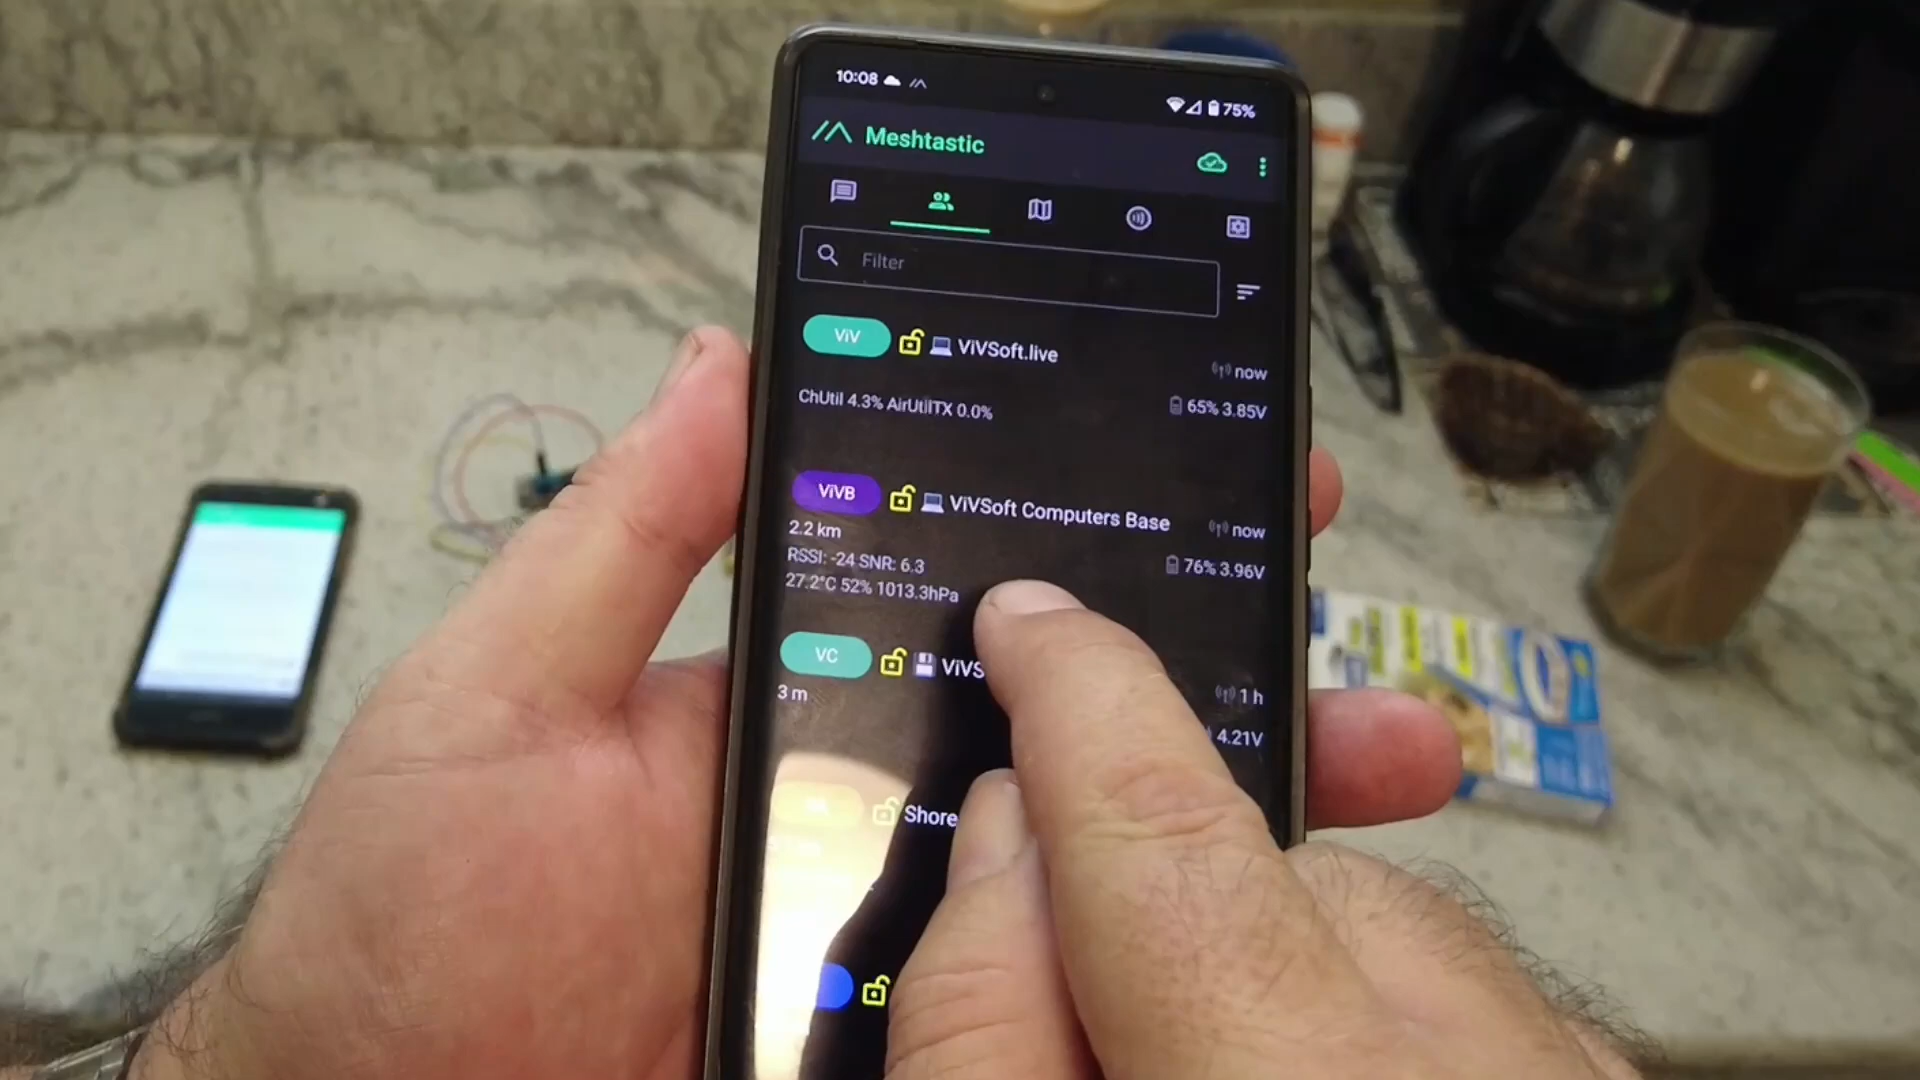 10:08
75%
Meshtastic
Filter
ViV ViVSoft.live
now
ChUtil 4.3% AirUtilTX 0.0%
65% 3.85V
ViVB ViVSoft Computers Base
now
2.2 km
76% 3.96V
RSSI: -24 SNR: 6.3
27.2°C 52% 1013.3hPa
VC ViVS
1 h
3 m
4.21V
Shore